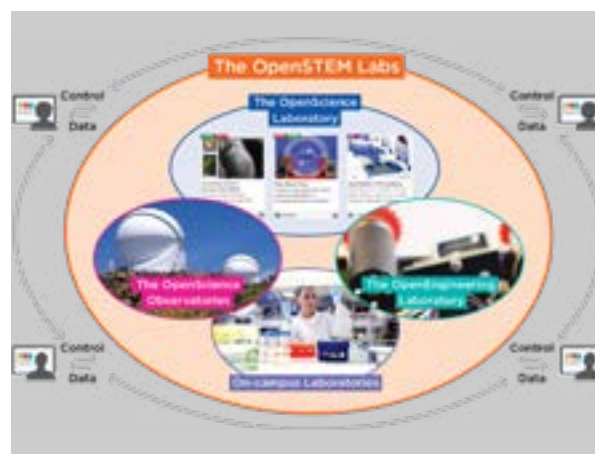 The OpenSTEM Labs
Control
Data
Control
Data
The OpenScience
Laboratory
The OpenScience
Observatories
The OpenEngineering
Laboratory
Control
Data
Control
Data
On-campus Laboratories